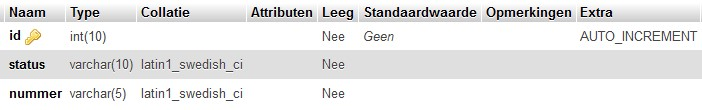 Naam Type Collatie Attributen Leeg Standaardwaarde Opmerkingen Extra
id int(10) Nee Geen AUTO_INCREMENT
status varchar(10) latin1_swedish_ci Nee
nummer varchar(5) latin1_swedish_ci Nee